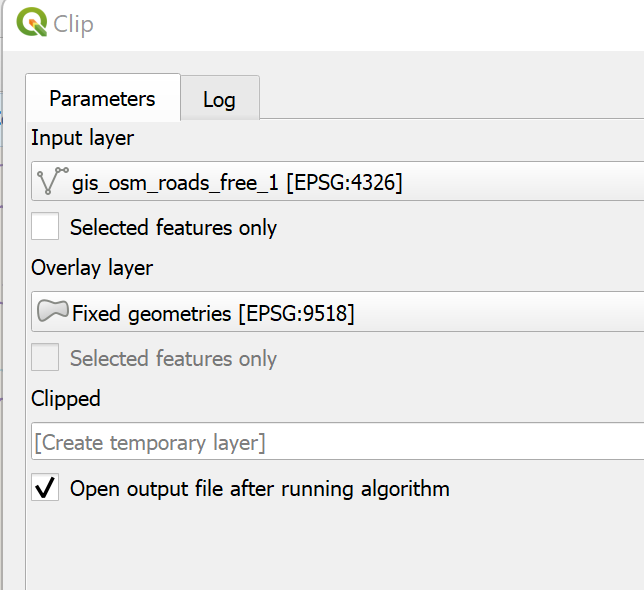 Clip
Parameters
Log
Input layer
gis_osm_roads_free_1 [EPSG:4326]
Selected features only
Overlay layer
Fixed geometries [EPSG:9518]
Selected features only
Clipped
[Create temporary layer]
Open output file after running algorithm